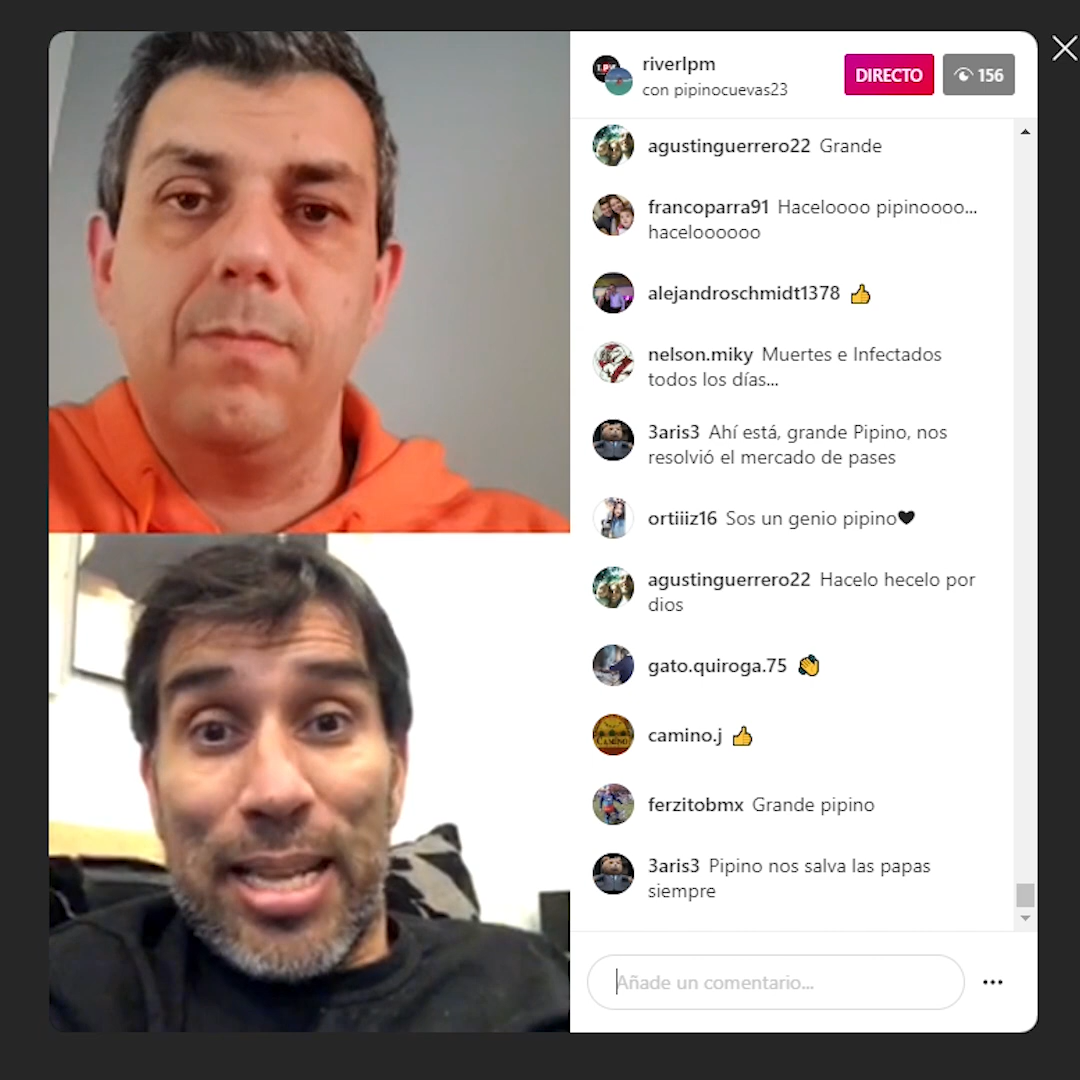 riverlpm
con pipinocuevas23
DIRECTO
156
agustinguerrero22 Grande
francoparra91 Haceloooo pipinoooo...
haceloooooo
alejandroschmidt1378 👍
nelson.miky Muertes e Infectados
todos los días...
3aris3 Ahí está, grande Pipino, nos
resolvió el mercado de pases
ortiiiz16 Sos un genio pipino🖤
agustinguerrero22 Hacelo hecelo por
dios
gato.quiroga.75 👏
camino.j 👍
CAMINO
ferzitobmx Grande pipino
3aris3 Pipino nos salva las papas
siempre
Añade un comentario...